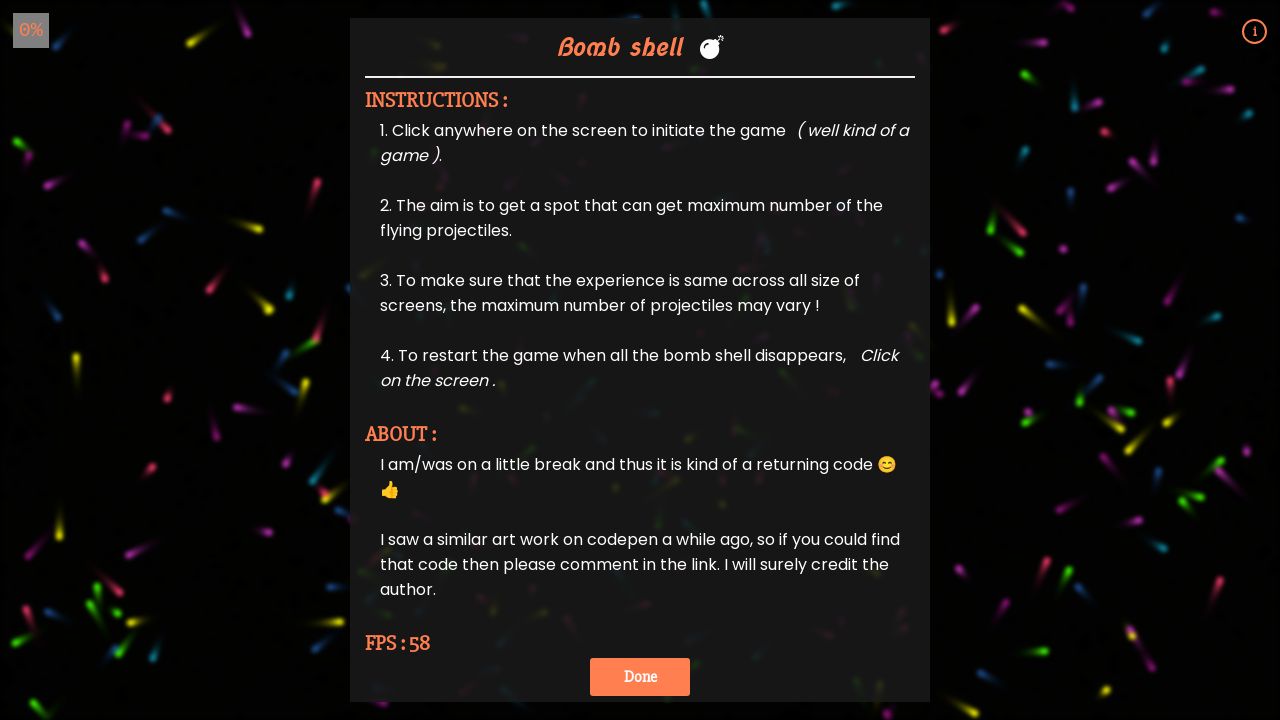 0%
Bomb shell 💣
i
INSTRUCTIONS :
1. Click anywhere on the screen to initiate the game ( well kind of a
game ).
2. The aim is to get a spot that can get maximum number of the
flying projectiles.
3. To make sure that the experience is same across all size of
screens, the maximum number of projectiles may vary !
4. To restart the game when all the bomb shell disappears, Click
on the screen .
ABOUT :
I am/was on a little break and thus it is kind of a returning code 😊
👍
I saw a similar art work on codepen a while ago, so if you could find
that code then please comment in the link. I will surely credit the
author.
FPS : 58
Done